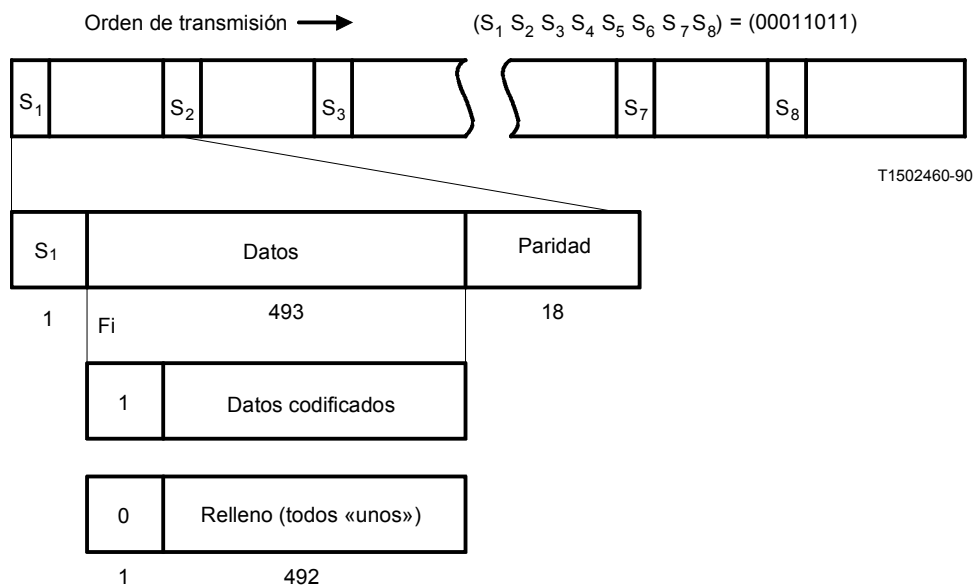 Orden de transmisión (S1 S2 S3 S4 S5 S6 S7 S8) = (00011011)
S1 S2 S3 S7 S8
T1502460-90
S1 Datos Paridad
1 493 18
Fi
1 Datos codificados
0 Relleno (todos «unos»)
1 492